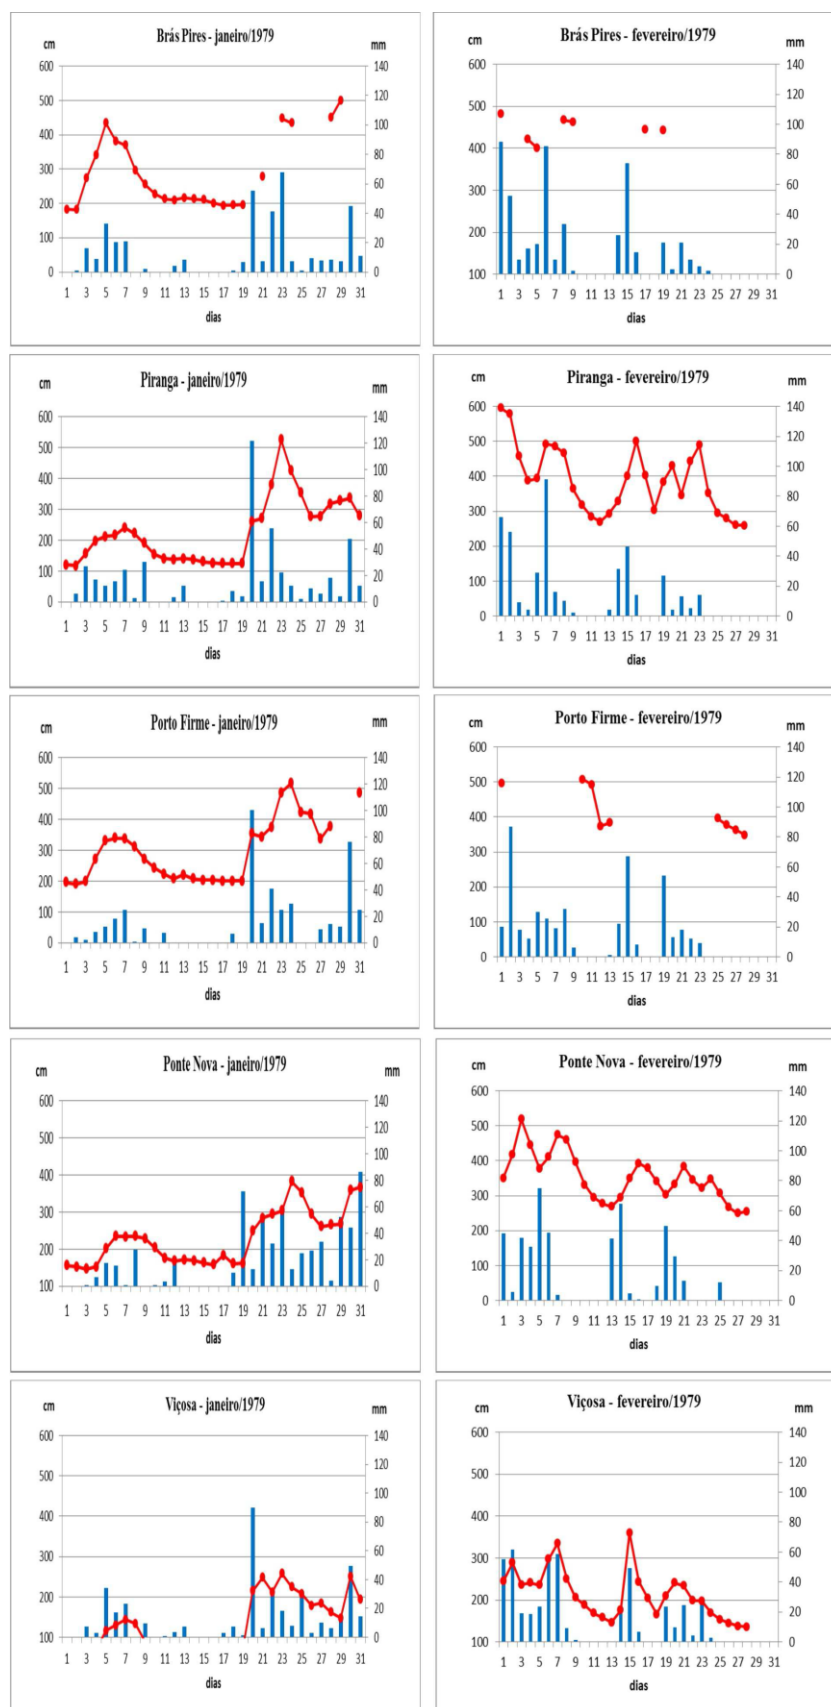 Brás Pires - janeiro/1979
cm
mm
600 500 400 300 200 100 0
140 120 100 80 60 40 20 0
1 3 5 7 9 11 13 15 17 19 21 23 25 27 29 31
dias
Brás Pires - fevereiro/1979
cm
mm
600 500 400 300 200 100
140 120 100 80 60 40 20 0
1 3 5 7 9 11 13 15 17 19 21 23 25 27 29 31
dias
Piranga - janeiro/1979
cm
mm
600 500 400 300 200 100 0
140 120 100 80 60 40 20 0
1 3 5 7 9 11 13 15 17 19 21 23 25 27 29 31
dias
Piranga - fevereiro/1979
cm
mm
600 500 400 300 200 100 0
140 120 100 80 60 40 20 0
1 3 5 7 9 11 13 15 17 19 21 23 25 27 29 31
dias
Porto Firme - janeiro/1979
cm
mm
600 500 400 300 200 100 0
140 120 100 80 60 40 20 0
1 3 5 7 9 11 13 15 17 19 21 23 25 27 29 31
dias
Porto Firme - fevereiro/1979
cm
mm
600 500 400 300 200 100 0
140 120 100 80 60 40 20 0
1 3 5 7 9 11 13 15 17 19 21 23 25 27 29 31
dias
Ponte Nova - janeiro/1979
cm
mm
600 500 400 300 200 100
140 120 100 80 60 40 20 0
1 3 5 7 9 11 13 15 17 19 21 23 25 27 29 31
dias
Ponte Nova - fevereiro/1979
cm
mm
600 500 400 300 200 100 0
140 120 100 80 60 40 20 0
1 3 5 7 9 11 13 15 17 19 21 23 25 27 29 31
dias
Viçosa - janeiro/1979
cm
mm
600 500 400 300 200 100
140 120 100 80 60 40 20 0
1 3 5 7 9 11 13 15 17 19 21 23 25 27 29 31
dias
Viçosa - fevereiro/1979
cm
mm
600 500 400 300 200 100
140 120 100 80 60 40 20 0
1 3 5 7 9 11 13 15 17 19 21 23 25 27 29 31
dias